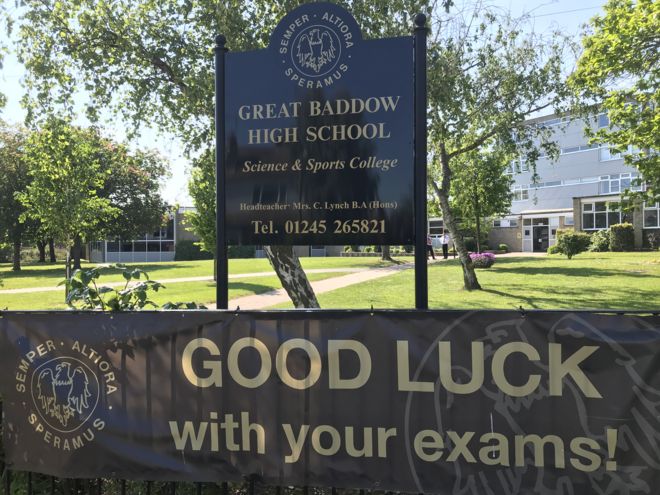 SEMPER · ALTIORA
SPERAMUS
GREAT BADDOW
HIGH SCHOOL
Science & Sports College
Headteacher: Mrs. C. Lynch B.A (Hons)
Tel. 01245 265821
SEMPER · ALTIORA
SPERAMUS
GOOD LUCK
with your exams!